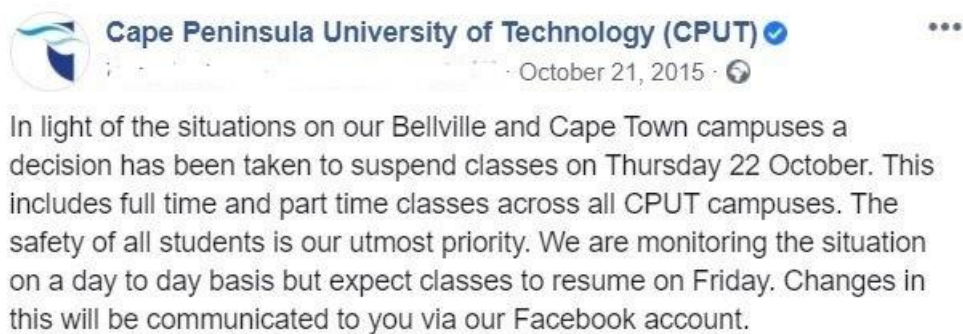 Cape Peninsula University of Technology (CPUT)
· October 21, 2015 ·
In light of the situations on our Bellville and Cape Town campuses a
decision has been taken to suspend classes on Thursday 22 October. This
includes full time and part time classes across all CPUT campuses. The
safety of all students is our utmost priority. We are monitoring the situation
on a day to day basis but expect classes to resume on Friday. Changes in
this will be communicated to you via our Facebook account.